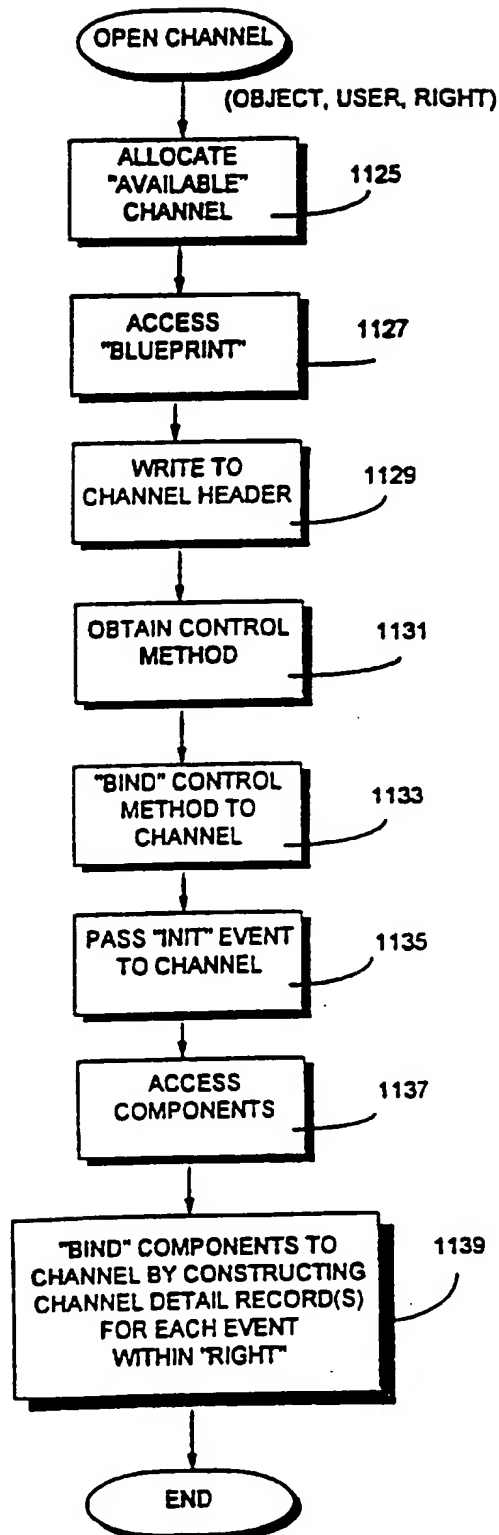 OPEN CHANNEL
(OBJECT, USER, RIGHT)
ALLOCATE
"AVAILABLE"
CHANNEL
1125
ACCESS
"BLUEPRINT"
1127
WRITE TO
CHANNEL HEADER
1129
OBTAIN CONTROL
METHOD
1131
"BIND" CONTROL
METHOD TO
CHANNEL
1133
PASS "INIT" EVENT
TO CHANNEL
1135
ACCESS
COMPONENTS
1137
"BIND" COMPONENTS TO
CHANNEL BY CONSTRUCTING
CHANNEL DETAIL RECORD(S)
FOR EACH EVENT
WITHIN "RIGHT"
1139
END